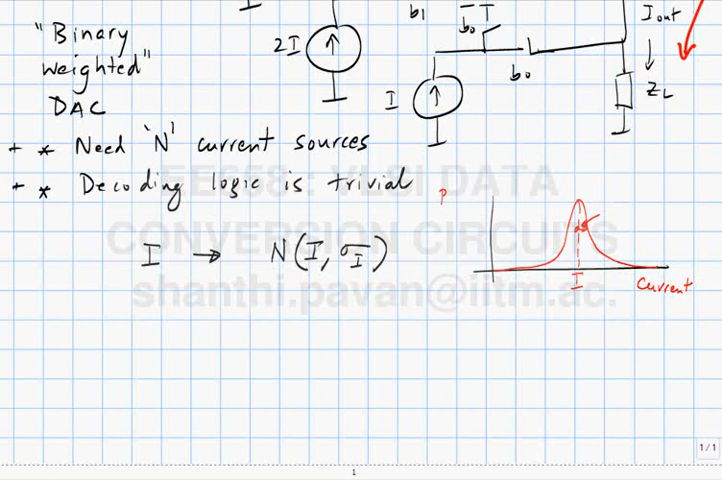 b1
b̅0
Iout
"Binary
weighted"
DAC
2I
I
b0
ZL
+ * Need 'N' current sources
+ * Decoding logic is trivial
EE658: VLSI DATA
CONVERSION CIRCUITS
shanthi.pavan@iitm.ac.
I → N(I, σI)
P
I
Current
1/1
1